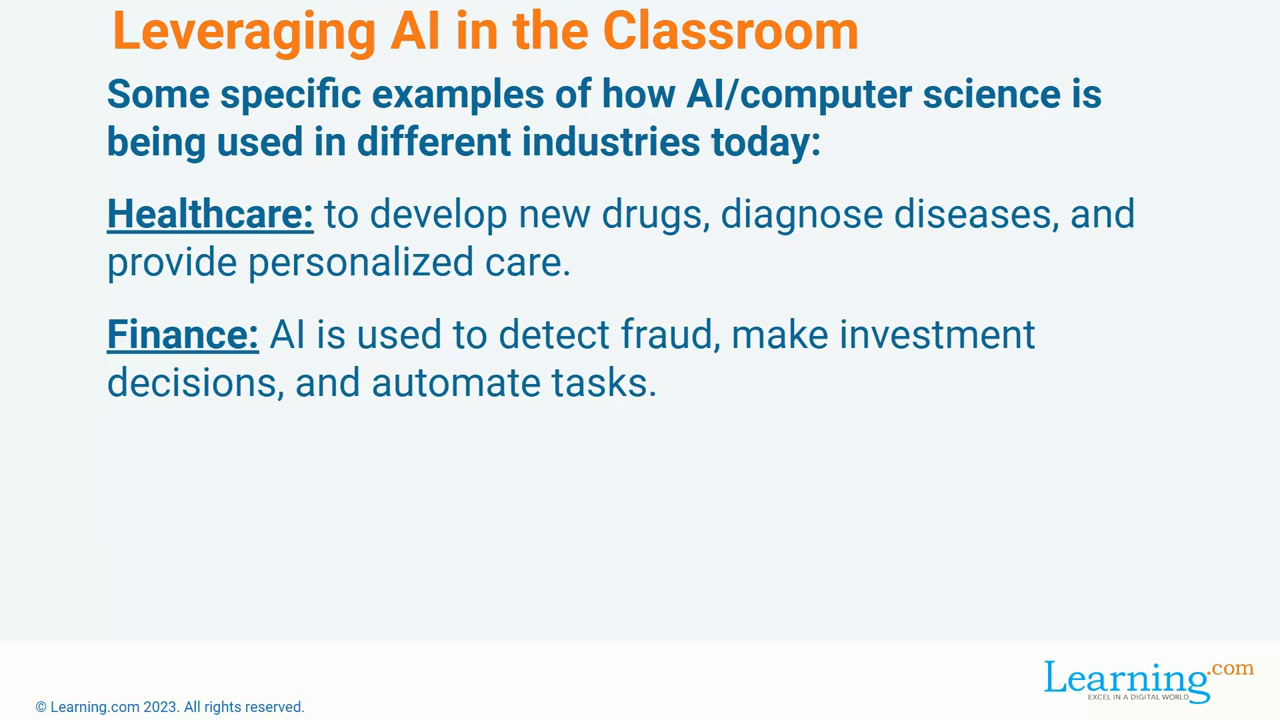 Leveraging AI in the Classroom
Some specific examples of how AI/computer science is
being used in different industries today:
Healthcare: to develop new drugs, diagnose diseases, and
provide personalized care.
Finance: AI is used to detect fraud, make investment
decisions, and automate tasks.
Learning.com
EXCEL IN A DIGITAL WORLD
© Learning.com 2023. All rights reserved.